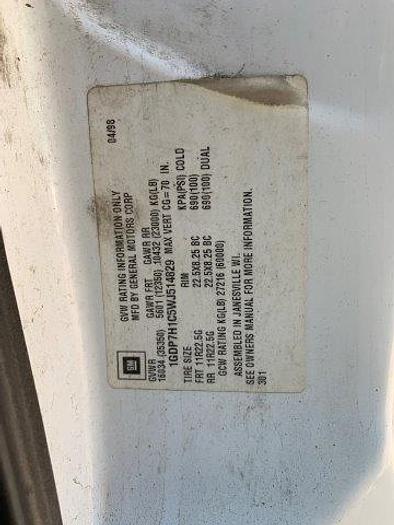 GM
GVW RATING INFORMATION ONLY 04/98
MFD BY GENERAL MOTORS CORP
GVWR GAWR FRT GAWR RR
16034 (35350) 5601 (12350) 10432 (23000) KG(LB)
1GDP7H1C5WJ514829 MAX VERT CG=70 IN.
TIRE SIZE RIM KPA(PSI) COLD
FRT 11R22.5G 22.5X8.25 BC 690(100)
RR 11R22.5G 22.5X8.25 BC 690(100) DUAL
GCW RATING KG(LB) 27216 (60000)
ASSEMBLED IN JANESVILLE WI.
SEE OWNERS MANUAL FOR MORE INFORMATION.
301